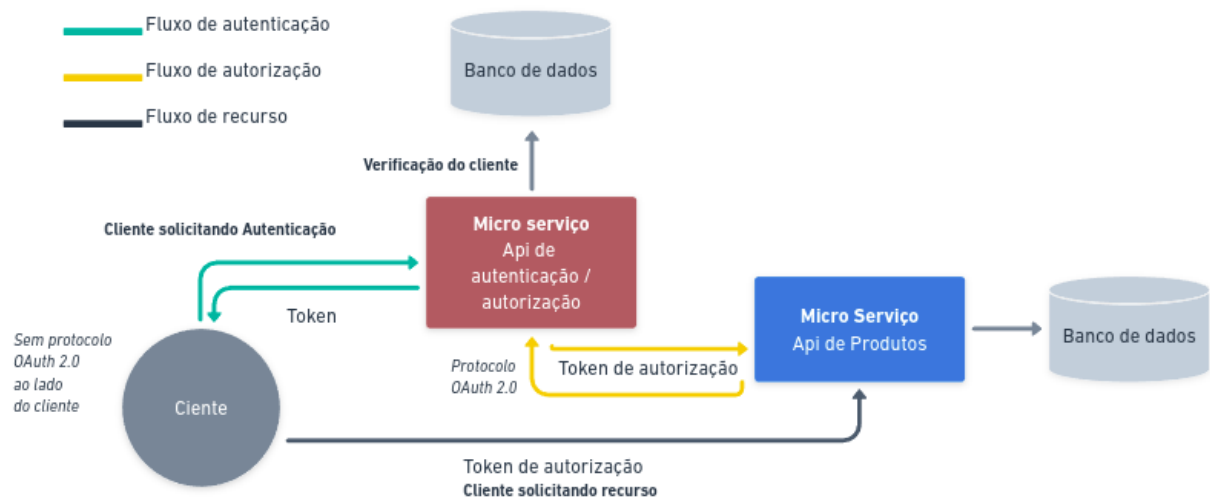 Fluxo de autenticação
Fluxo de autorização
Fluxo de recurso
Banco de dados
Verificação do cliente
Cliente solicitando Autenticação
Micro serviço
Api de
autenticação /
autorização
Token
Sem protocolo
OAuth 2.0
ao lado
do cliente
Ciente
Protocolo
OAuth 2.0
Token de autorização
Micro Serviço
Api de Produtos
Banco de dados
Token de autorização
Cliente solicitando recurso